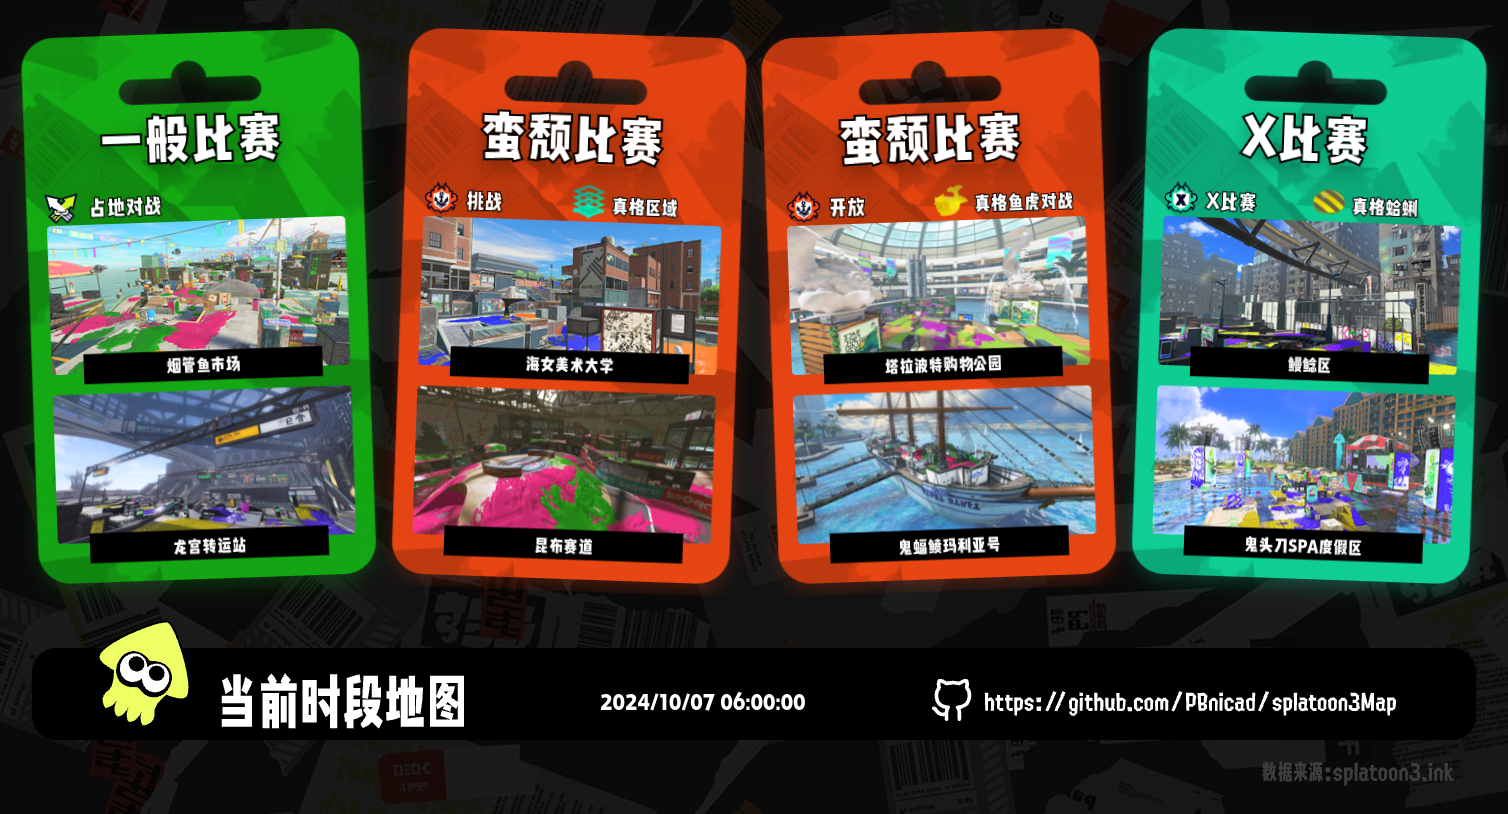 一般比赛
占地对战
烟管鱼市场
龙宫转运站
蛮颓比赛
挑战
真格区域
海女美术大学
昆布赛道
蛮颓比赛
开放
真格鱼虎对战
塔拉波特购物公园
鬼蝠鲼玛利亚号
X比赛
X比赛
真格蛤蜊
鳗鲶区
鬼头刀SPA度假区
当前时段地图
2024/10/07 06:00:00
https://github.com/PBnicad/splatoon3Map
数据来源:splatoon3.ink